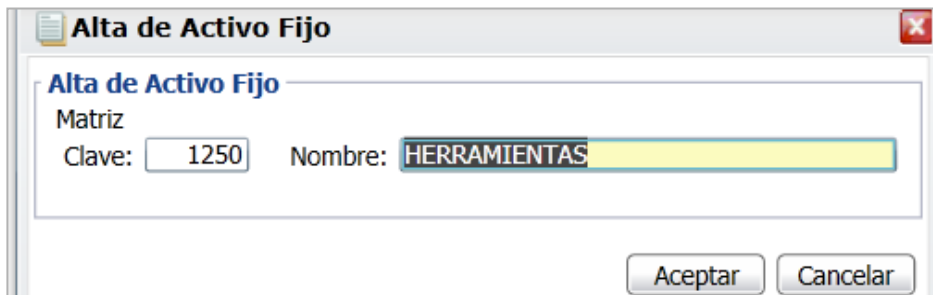 Alta de Activo Fijo
Alta de Activo Fijo
Matriz
Clave: 1250 Nombre: HERRAMIENTAS
Aceptar Cancelar